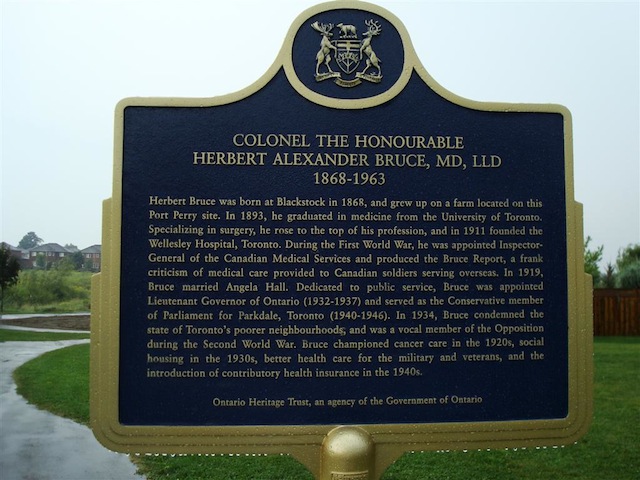 COLONEL THE HONOURABLE
HERBERT ALEXANDER BRUCE, MD, LLD
1868-1963
Herbert Bruce was born at Blackstock in 1868, and grew up on a farm located on this
Port Perry site. In 1893, he graduated in medicine from the University of Toronto.
Specializing in surgery, he rose to the top of his profession, and in 1911 founded the
Wellesley Hospital, Toronto. During the First World War, he was appointed Inspector-
General of the Canadian Medical Services and produced the Bruce Report, a frank
criticism of medical care provided to Canadian soldiers serving overseas. In 1919,
Bruce married Angela Hall. Dedicated to public service, Bruce was appointed
Lieutenant Governor of Ontario (1932-1937) and served as the Conservative member
of Parliament for Parkdale, Toronto (1940-1946). In 1934, Bruce condemned the
state of Toronto's poorer neighbourhoods, and was a vocal member of the Opposition
during the Second World War. Bruce championed cancer care in the 1920s, social
housing in the 1930s, better health care for the military and veterans, and the
introduction of contributory health insurance in the 1940s.
Ontario Heritage Trust, an agency of the Government of Ontario